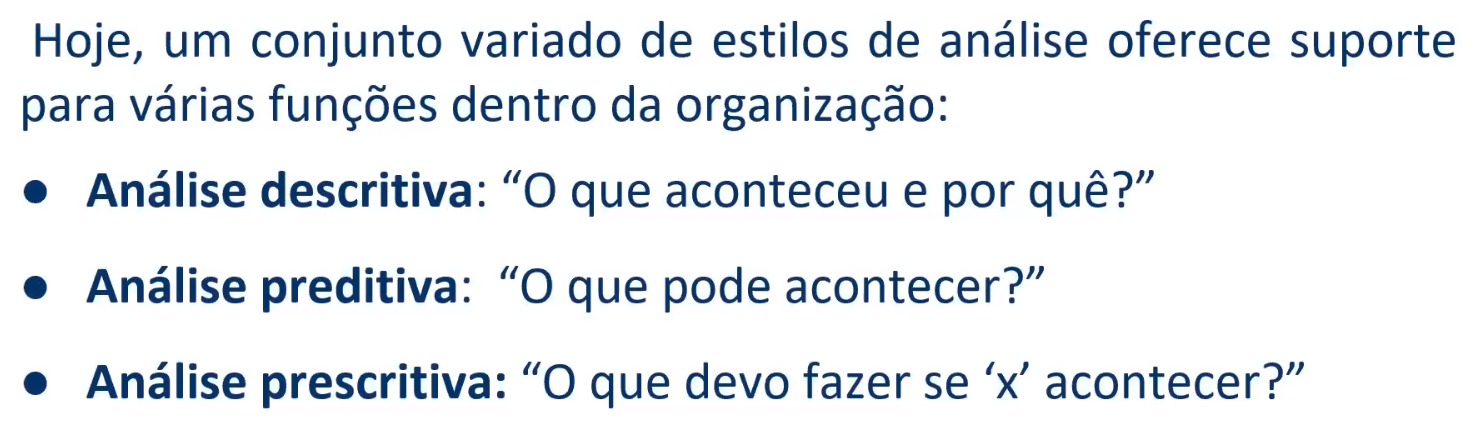 Hoje, um conjunto variado de estilos de análise oferece suporte
para várias funções dentro da organização:
● Análise descritiva: “O que aconteceu e por quê?”
● Análise preditiva: “O que pode acontecer?”
● Análise prescritiva: “O que devo fazer se ‘x’ acontecer?”